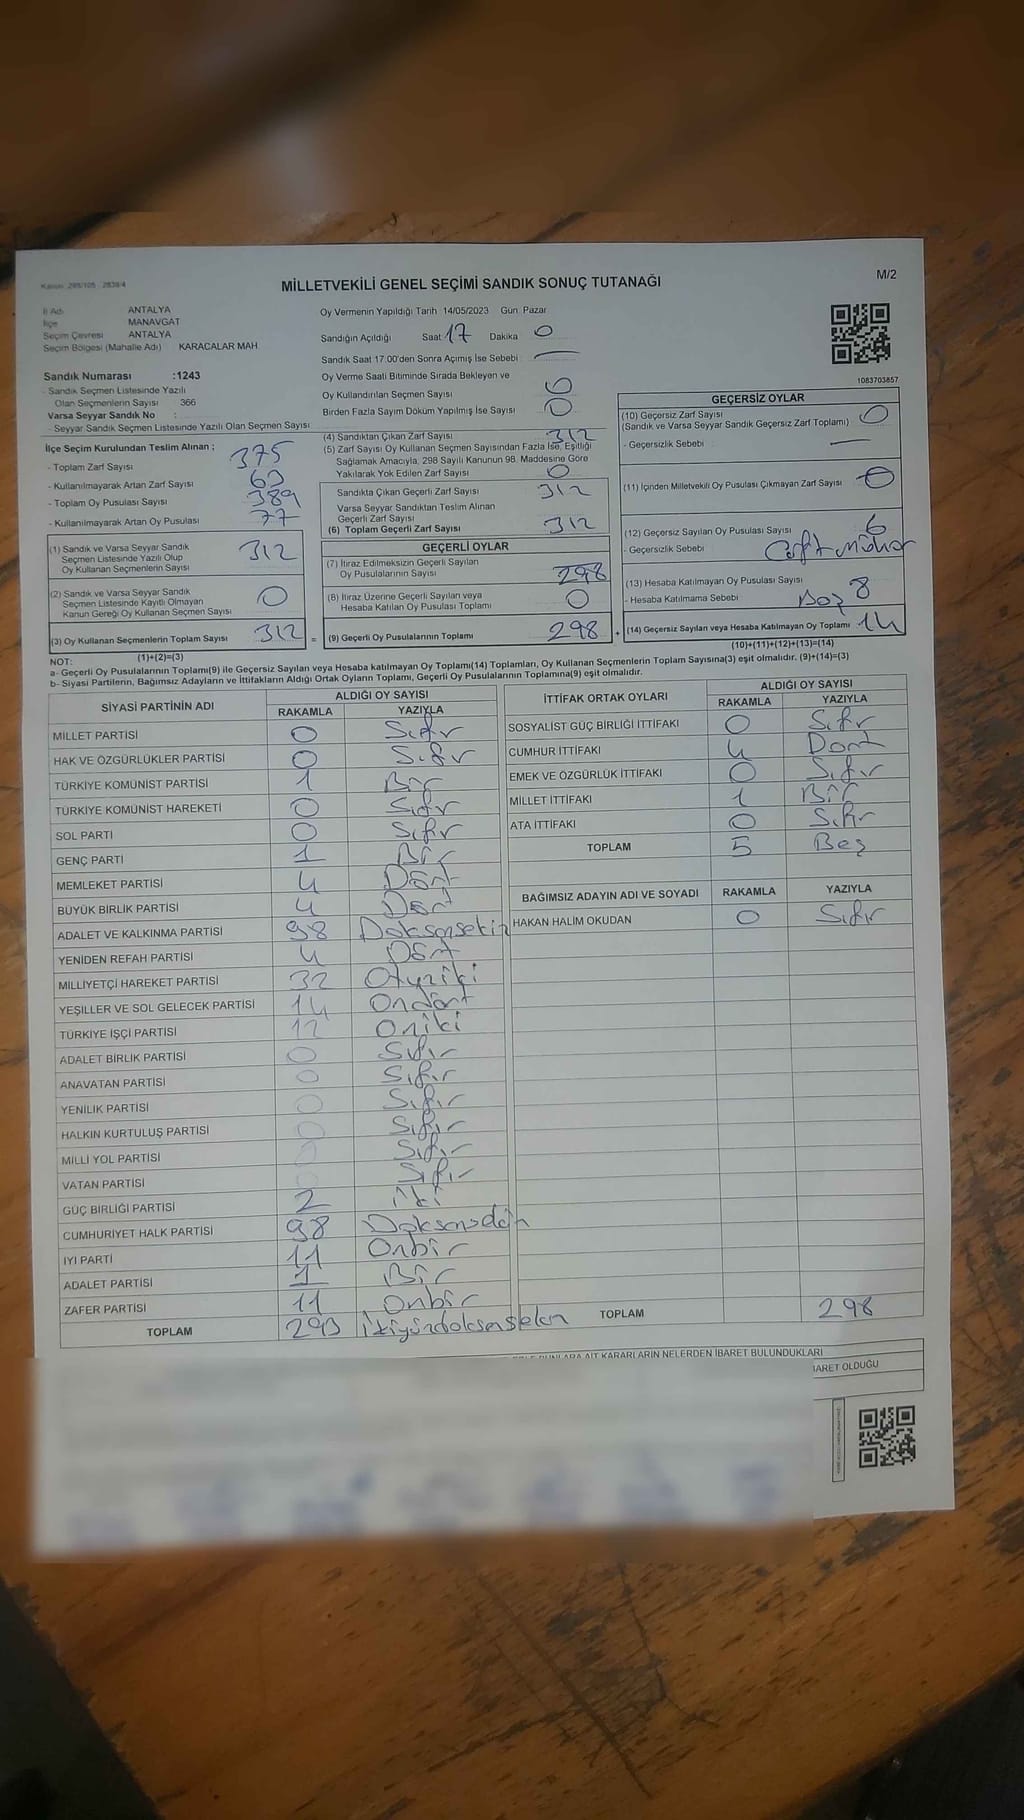 Kanun 298/105 2839/4
MİLLETVEKİLİ GENEL SEÇİMİ SANDIK SONUÇ TUTANAĞI
M/2
İl Adı ANTALYA
İlçe MANAVGAT
Seçim Çevresi ANTALYA
Seçim Bölgesi (Mahalle Adı) KARACALAR MAH.
Oy Vermenin Yapıldığı Tarih 14/05/2023 Gün Pazar
Sandığın Açıldığı Saat 17 Dakika 0
Sandık Saat 17:00'den Sonra Açımış İse Sebebi —
Sandık Numarası :1243
- Sandık Seçmen Listesinde Yazılı
Olan Seçmenlerin Sayısı 366
Varsa Seyyar Sandık No :
- Seyyar Sandık Seçmen Listesinde Yazılı Olan Seçmen Sayısı
Oy Verme Saati Bitiminde Sırada Bekleyen ve
Oy Kullandırılan Seçmen Sayısı 0
Birden Fazla Sayım Döküm Yapılmış İse Sayısı 0
1083703857
İlçe Seçim Kurulundan Teslim Alınan ;
- Toplam Zarf Sayısı 375
- Kullanılmayarak Artan Zarf Sayısı 63
- Toplam Oy Pusulası Sayısı 389
- Kullanılmayarak Artan Oy Pusulası 77
(4) Sandıktan Çıkan Zarf Sayısı 312
(5) Zarf Sayısı Oy Kullanan Seçmen Sayısından Fazla İse, Eşitliği
Sağlamak Amacıyla, 298 Sayılı Kanunun 98. Maddesine Göre
Yakılarak Yok Edilen Zarf Sayısı 0
Sandıkta Çıkan Geçerli Zarf Sayısı 312
Varsa Seyyar Sandıktan Teslim Alınan
Geçerli Zarf Sayısı
(6) Toplam Geçerli Zarf Sayısı 312
GEÇERSİZ OYLAR
(10) Geçersiz Zarf Sayısı 0
(Sandık ve Varsa Seyyar Sandık Geçersiz Zarf Toplamı)
- Geçersizlik Sebebi —
(11) İçinden Milletvekili Oy Pusulası Çıkmayan Zarf Sayısı 0
(12) Geçersiz Sayılan Oy Pusulası Sayısı 6
- Geçersizlik Sebebi Çift Mühür
(13) Hesaba Katılmayan Oy Pusulası Sayısı 8
- Hesaba Katılmama Sebebi Boş
(14) Geçersiz Sayılan veya Hesaba Katılmayan Oy Toplamı 14
(10)+(11)+(12)+(13)=(14)
(1) Sandık ve Varsa Seyyar Sandık
Seçmen Listesinde Yazılı Olup
Oy Kullanan Seçmenlerin Sayısı 312
(2) Sandık ve Varsa Seyyar Sandık
Seçmen Listesinde Kayıtlı Olmayan
Kanun Gereği Oy Kullanan Seçmen Sayısı 0
(3) Oy Kullanan Seçmenlerin Toplam Sayısı 312 =
(1)+(2)=(3)
GEÇERLİ OYLAR
(7) İtiraz Edilmeksizin Geçerli Sayılan
Oy Pusulalarının Sayısı 298
(8) İtiraz Üzerine Geçerli Sayılan veya
Hesaba Katılan Oy Pusulası Toplamı 0
(9) Geçerli Oy Pusulalarının Toplamı 298 +
NOT:
a- Geçerli Oy Pusulalarının Toplamı(9) ile Geçersiz Sayılan veya Hesaba katılmayan Oy Toplamı(14) Toplamları, Oy Kullanan Seçmenlerin Toplam Sayısına(3) eşit olmalıdır. (9)+(14)=(3)
b- Siyasi Partilerin, Bağımsız Adayların ve İttifakların Aldığı Ortak Oyların Toplamı, Geçerli Oy Pusulalarının Toplamına(9) eşit olmalıdır.
SİYASİ PARTİNİN ADI ALDIĞI OY SAYISI
RAKAMLA YAZIYLA
MİLLET PARTİSİ 0 Sıfır
HAK VE ÖZGÜRLÜKLER PARTİSİ 0 Sıfır
TÜRKİYE KOMÜNİST PARTİSİ 1 Bir
TÜRKİYE KOMÜNİST HAREKETİ 0 Sıfır
SOL PARTİ 0 Sıfır
GENÇ PARTİ 1 Bir
MEMLEKET PARTİSİ 4 Dört
BÜYÜK BİRLİK PARTİSİ 4 Dört
ADALET VE KALKINMA PARTİSİ 98 Doksansekiz
YENİDEN REFAH PARTİSİ 4 Dört
MİLLİYETÇİ HAREKET PARTİSİ 32 Otuziki
YEŞİLLER VE SOL GELECEK PARTİSİ 14 Ondört
TÜRKİYE İŞÇİ PARTİSİ 12 Oniki
ADALET BİRLİK PARTİSİ 0 Sıfır
ANAVATAN PARTİSİ 0 Sıfır
YENİLİK PARTİSİ 0 Sıfır
HALKIN KURTULUŞ PARTİSİ 0 Sıfır
MİLLİ YOL PARTİSİ 0 Sıfır
VATAN PARTİSİ 0 Sıfır
GÜÇ BİRLİĞİ PARTİSİ 2 İki
CUMHURİYET HALK PARTİSİ 98
İYİ PARTİ 11 Onbir
ADALET PARTİSİ 1 Bir
ZAFER PARTİSİ 11 Onbir
TOPLAM 293
İTTİFAK ORTAK OYLARI ALDIĞI OY SAYISI
RAKAMLA YAZIYLA
SOSYALİST GÜÇ BİRLİĞİ İTTİFAKI 0 Sıfır
CUMHUR İTTİFAKI 4 Dört
EMEK VE ÖZGÜRLÜK İTTİFAKI 0 Sıfır
MİLLET İTTİFAKI 1 Bir
ATA İTTİFAKI 0 Sıfır
TOPLAM 5 Beş
BAĞIMSIZ ADAYIN ADI VE SOYADI RAKAMLA YAZIYLA
HAKAN HALİM OKUDAN 0 Sıfır
TOPLAM 298
AİT KARARLARIN NELERDEN İBARET BULUNDUKLARI
OLDUĞU